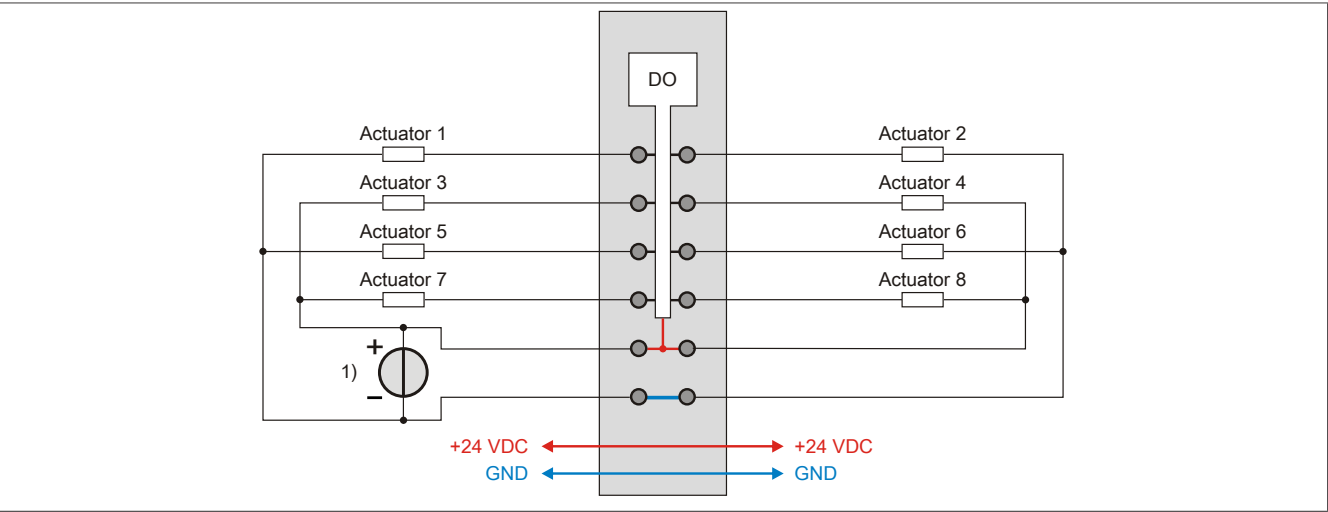 DO
Actuator 1
Actuator 2
Actuator 3
Actuator 4
Actuator 5
Actuator 6
Actuator 7
Actuator 8
+
1)
−
+24 VDC
+24 VDC
GND
GND